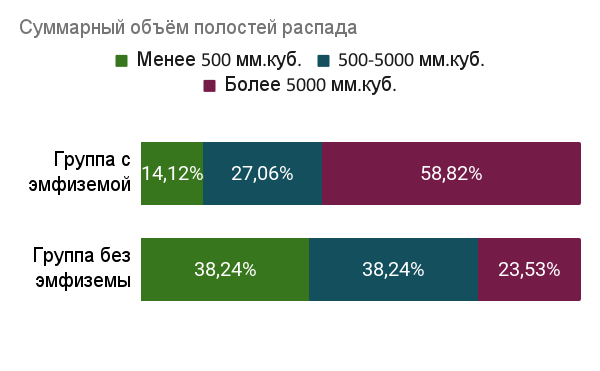 Суммарный объём полостей распада
Менее 500 мм.куб. 500-5000 мм.куб.
Более 5000 мм.куб.
Группа с
эмфиземой
14,12% 27,06% 58,82%
Группа без
эмфиземы
38,24% 38,24% 23,53%